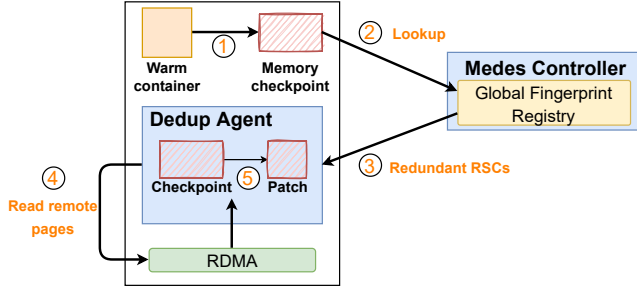 1
Warm
container
Memory
checkpoint
2 Lookup
Medes Controller
Global Fingerprint
Registry
Dedup Agent
Checkpoint
5
Patch
3 Redundant RSCs
4
Read remote
pages
RDMA